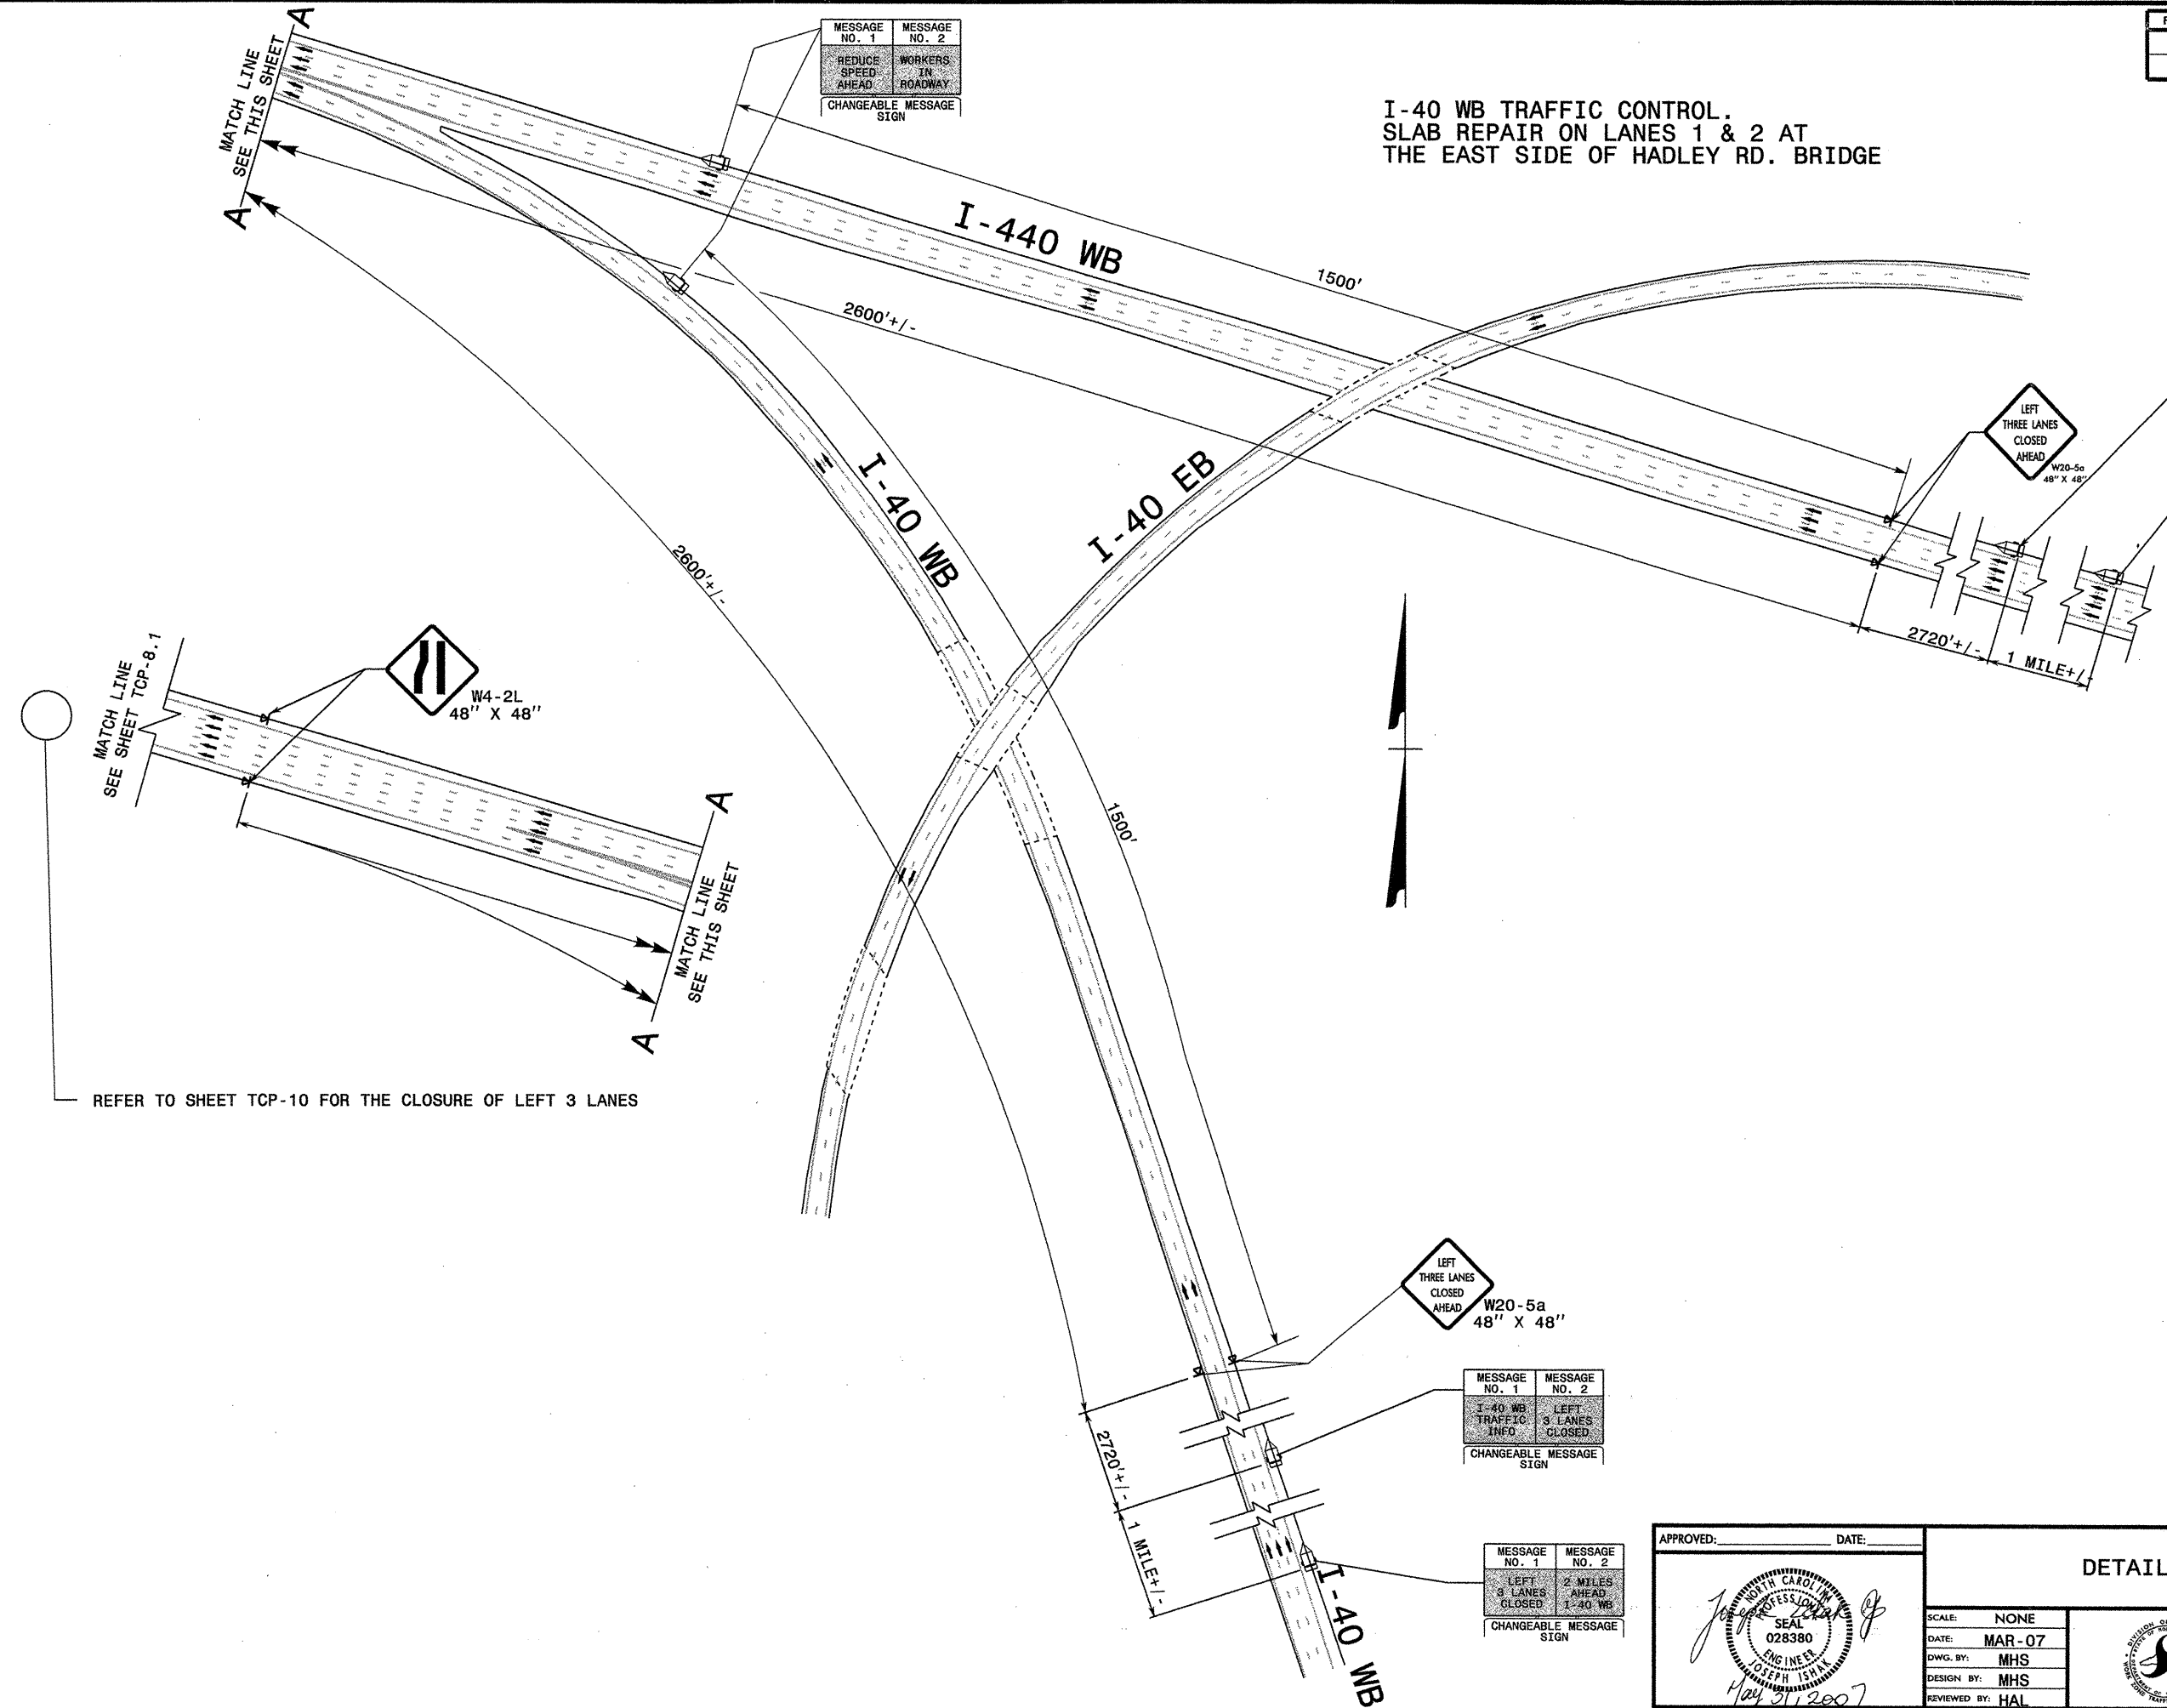 A
MATCH LINE
SEE THIS SHEET
A
MESSAGE NO. 1
MESSAGE NO. 2
REDUCE SPEED AHEAD
WORKERS IN ROADWAY
CHANGEABLE MESSAGE
SIGN
I-40 WB TRAFFIC CONTROL.
SLAB REPAIR ON LANES 1 & 2 AT
THE EAST SIDE OF HADLEY RD. BRIDGE
I-440 WB
1500'
2600'+/-
LEFT
THREE LANES
CLOSED
AHEAD
W20-5a
48" X 48"
I-40 WB
I-40 EB
2600'+/-
2720'+/-
1 MILE+/-
MATCH LINE
SEE SHEET TCP-8.1
W4-2L
48" X 48"
A
MATCH LINE
SEE THIS SHEET
A
1500'
REFER TO SHEET TCP-10 FOR THE CLOSURE OF LEFT 3 LANES
LEFT
THREE LANES
CLOSED
AHEAD
W20-5a
48" X 48"
MESSAGE NO. 1
MESSAGE NO. 2
I-40 WB TRAFFIC INFO
LEFT 3 LANES CLOSED
CHANGEABLE MESSAGE
SIGN
2720'+/-
1 MILE+/-
MESSAGE NO. 1
MESSAGE NO. 2
LEFT 3 LANES CLOSED
2 MILES AHEAD I-40 WB
CHANGEABLE MESSAGE
SIGN
I-40 WB
APPROVED: DATE:
NORTH CAROLINA
PROFESSIONAL
SEAL
028380
ENGINEER
JOSEPH ISHAK
May 31, 2007
DETAIL
SCALE: NONE
DATE: MAR-07
DWG. BY: MHS
DESIGN BY: MHS
REVIEWED BY: HAL